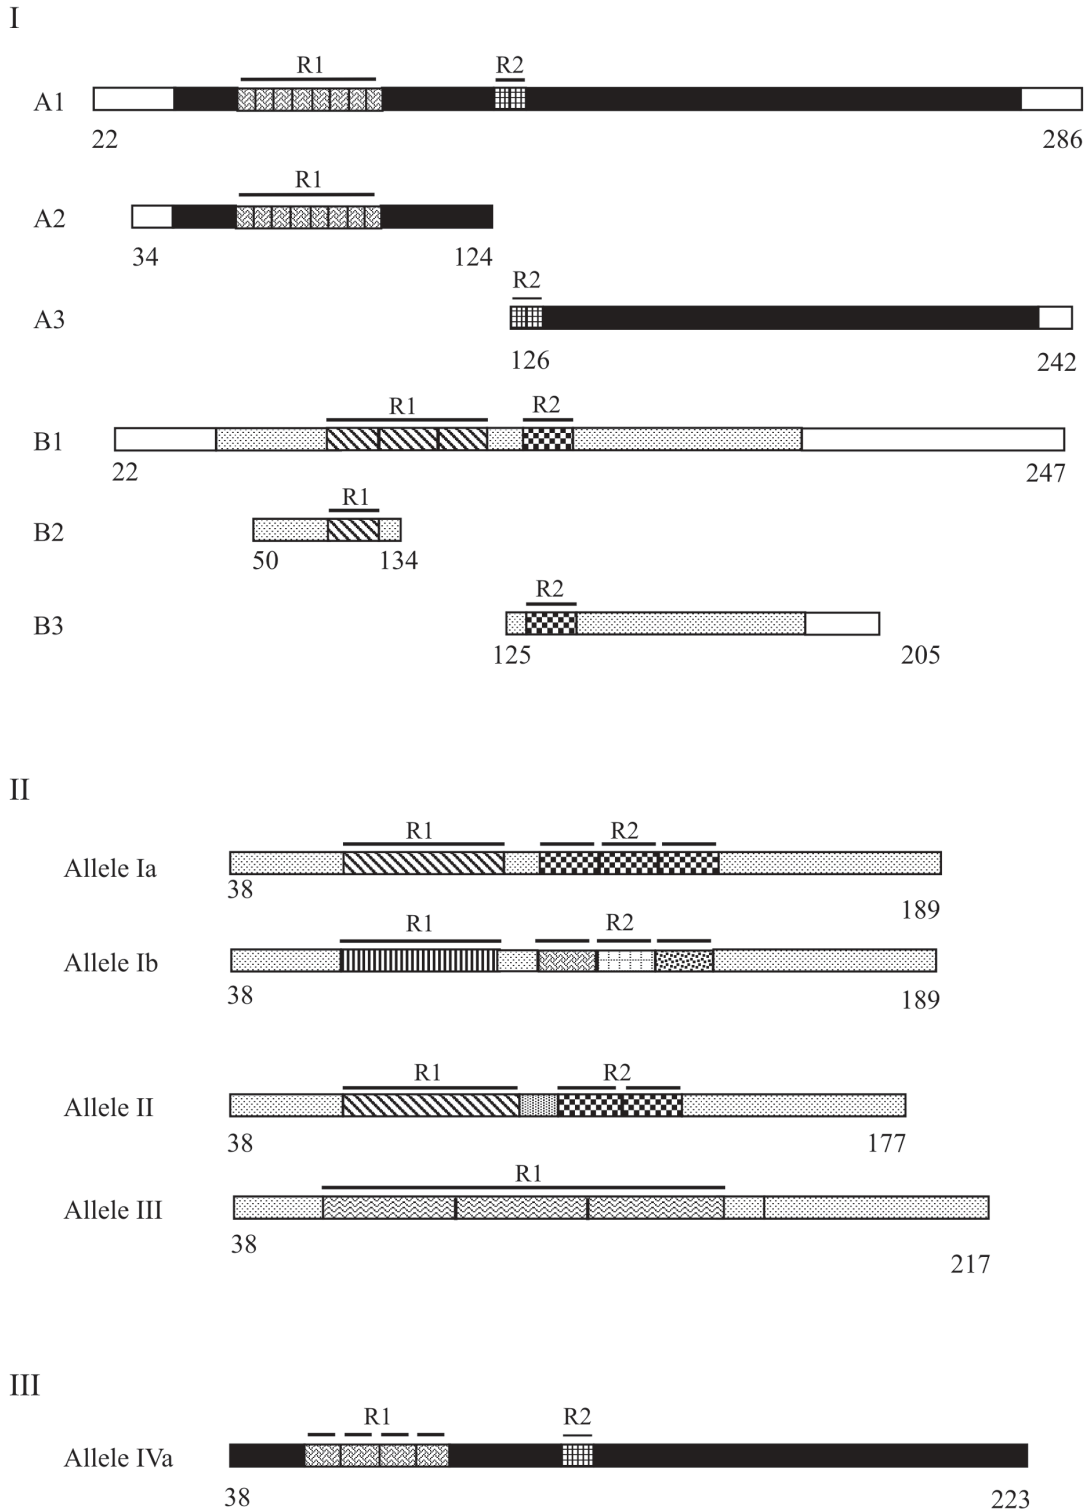 I
R1 R2
A1
22 286
R1
A2
34 124
R2
A3
126 242
R1 R2
B1
22 247
R1
B2
50 134
R2
B3
125 205
II
R1 R2
Allele Ia
38 189
R1 R2
Allele Ib
38 189
R1 R2
Allele II
38 177
R1
Allele III
38 217
III
R1 R2
Allele IVa
38 223